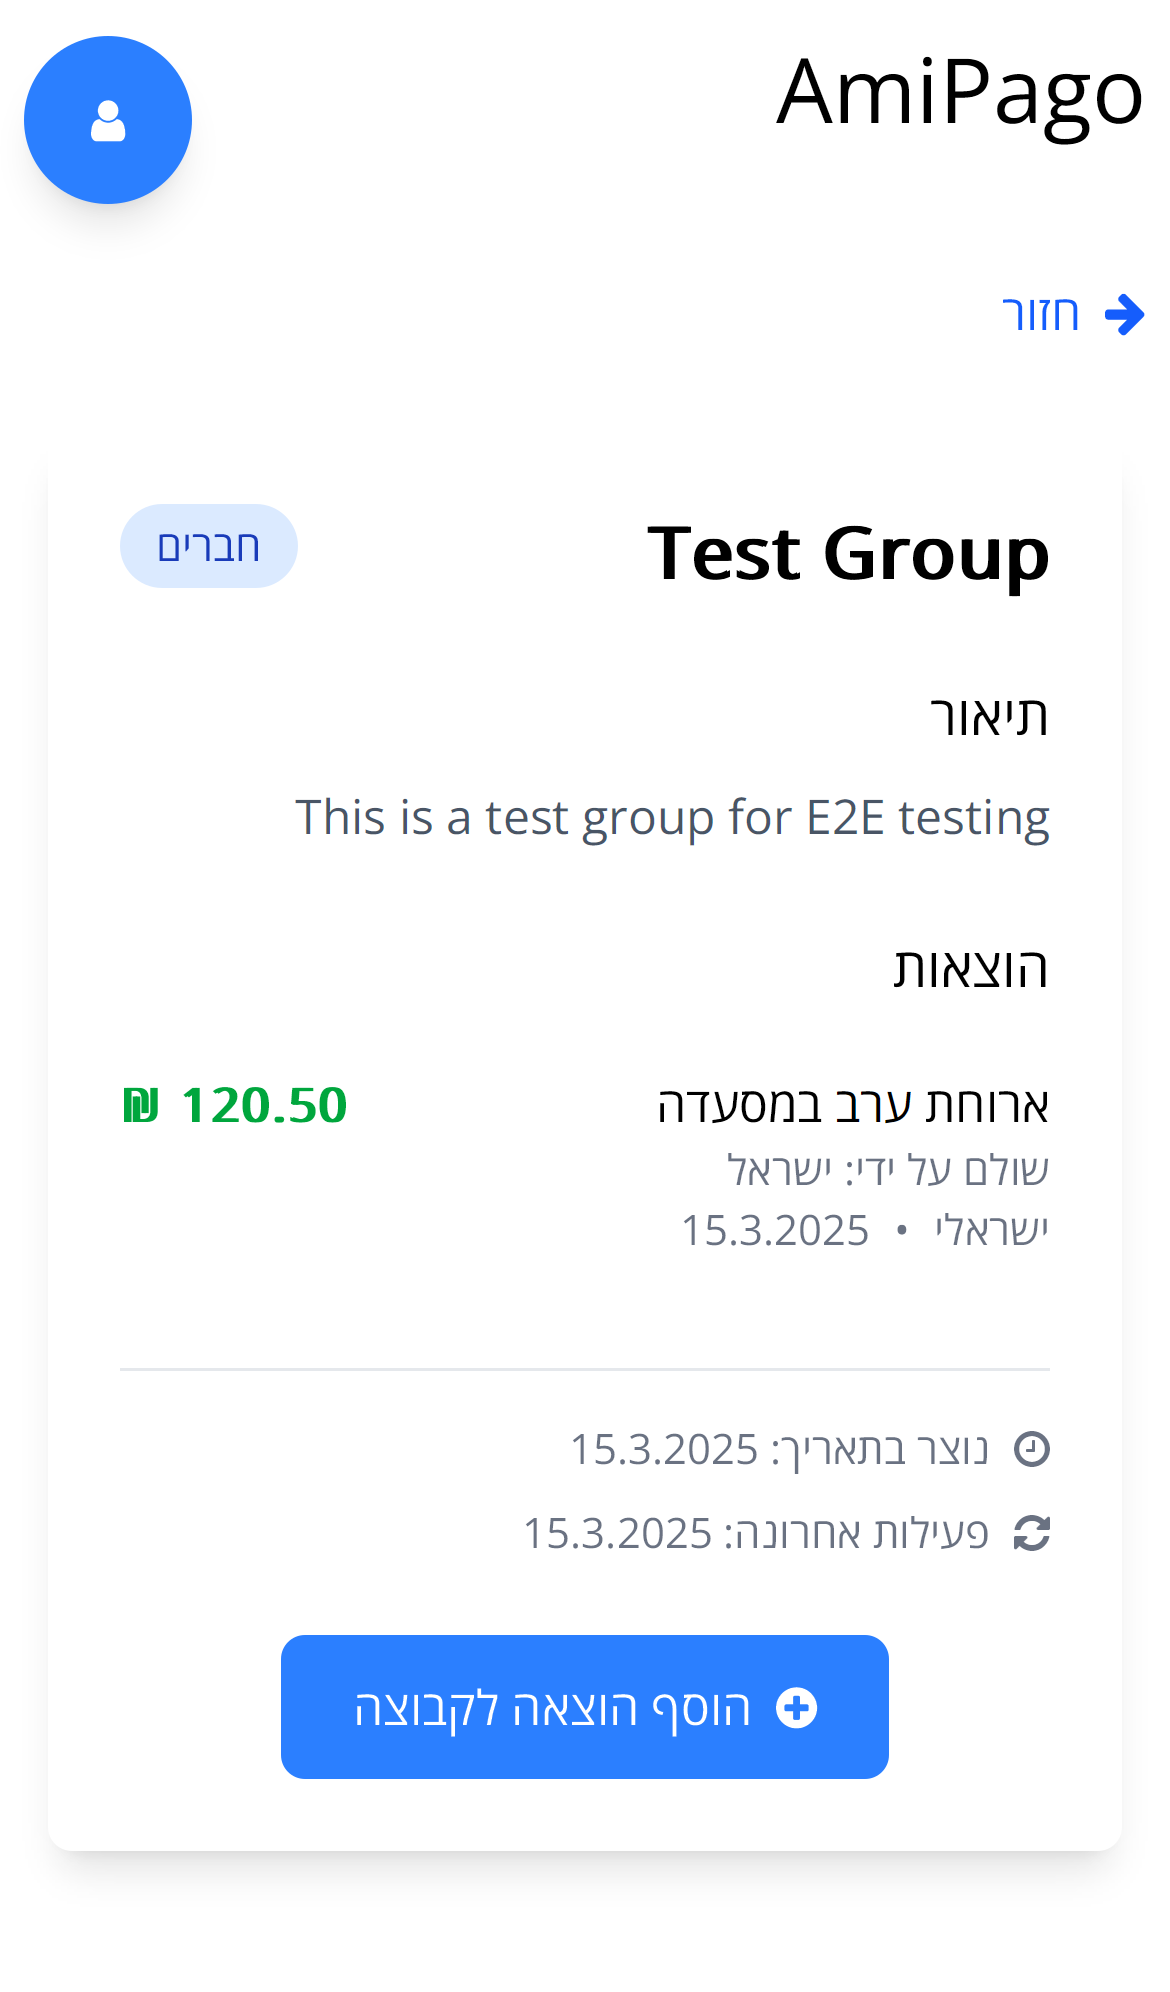 AmiPago
חזור
Test Group
חברים
תיאור
This is a test group for E2E testing
הוצאות
ארוחת ערב במסעדה
120.50 ₪
שולם על ידי: ישראל
ישראלי • 15.3.2025
נוצר בתאריך: 15.3.2025
פעילות אחרונה: 15.3.2025
הוסף הוצאה לקבוצה